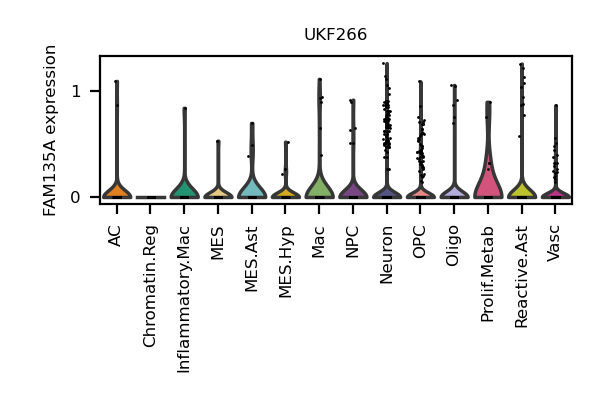 UKF266
FAM135A expression
1
0
AC
Chromatin.Reg
Inflammatory.Mac
MES
MES.Ast
MES.Hyp
Mac
NPC
Neuron
OPC
Oligo
Prolif.Metab
Reactive.Ast
Vasc